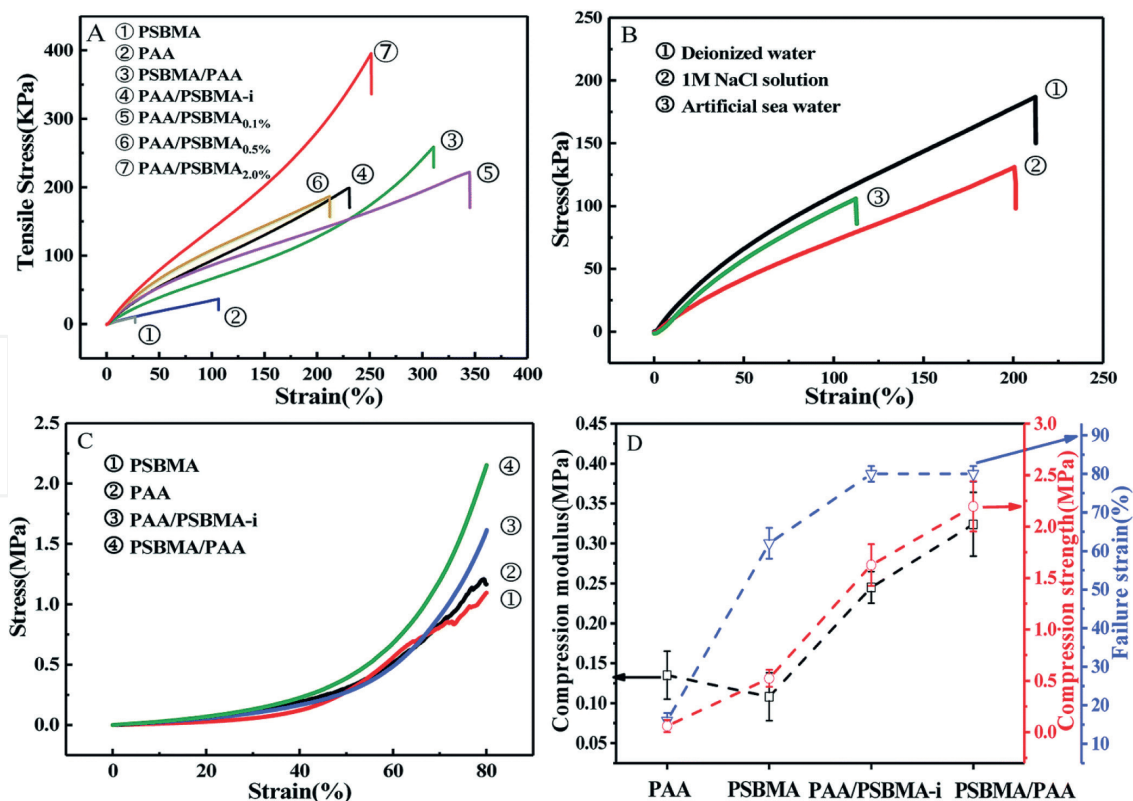 A
① PSBMA
② PAA
③ PSBMA/PAA
④ PAA/PSBMA-i
⑤ PAA/PSBMA0.1%
⑥ PAA/PSBMA0.5%
⑦ PAA/PSBMA2.0%
Tensile Stress(KPa)
400
300
200
100
0
⑦
③
④
⑤
⑥
②
①
0 50 100 150 200 250 300 350 400
Strain(%)
B
① Deionized water
② 1M NaCl solution
③ Artificial sea water
Stress(kPa)
250
200
150
100
50
0
①
②
③
0 50 100 150 200 250
Strain(%)
C
① PSBMA
② PAA
③ PAA/PSBMA-i
④ PSBMA/PAA
Stress(MPa)
2.5
2.0
1.5
1.0
0.5
0.0
④
③
②
①
0 20 40 60 80
Strain(%)
D
Compression modulus(MPa)
0.45
0.40
0.35
0.30
0.25
0.20
0.15
0.10
0.05
3.0
2.5
2.0
1.5
1.0
0.5
0.0
Compression strength(MPa)
90
80
70
60
50
40
30
20
10
Failure strain(%)
PAA PSBMA PAA/PSBMA-i PSBMA/PAA